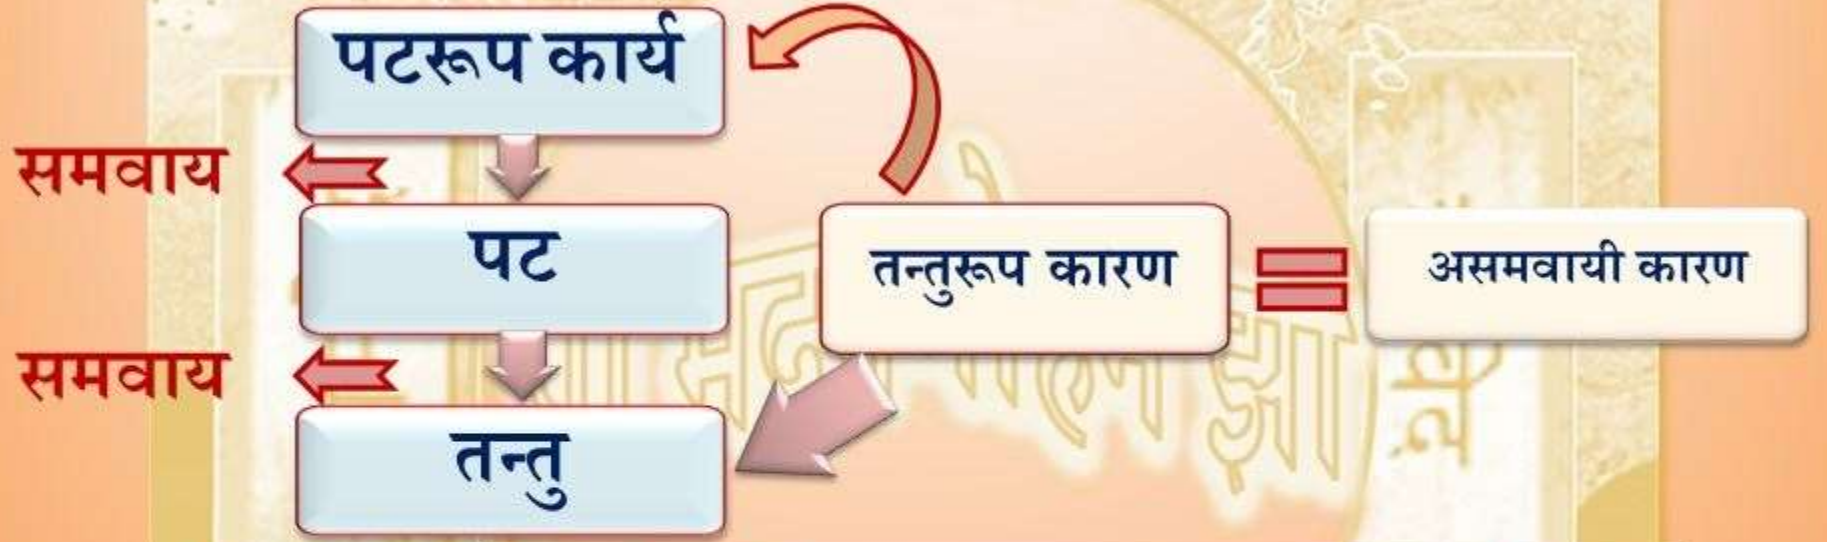 पटरूप कार्य
समवाय
पट
तन्तुरूप कारण
असमवायी कारण
समवाय
तन्तु